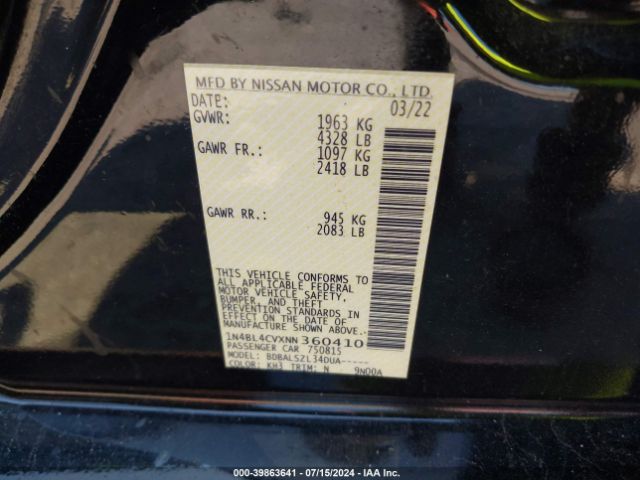 MFD BY NISSAN MOTOR CO., LTD.
DATE: 03/22
GVWR: 1963 KG
4328 LB
GAWR FR.: 1097 KG
2418 LB
GAWR RR.: 945 KG
2083 LB
THIS VEHICLE CONFORMS TO
ALL APPLICABLE FEDERAL
MOTOR VEHICLE SAFETY,
BUMPER, AND THEFT
PREVENTION STANDARDS IN
EFFECT ON THE DATE OF
MANUFACTURE SHOWN ABOVE.
1N4BL4CVXNN360410
PASSENGER CAR 750815
MODEL: BDBALSZL34DUA-----
COLOR: KH3 TRIM: N 9N00A
000-39863641 - 07/15/2024 - IAA Inc.